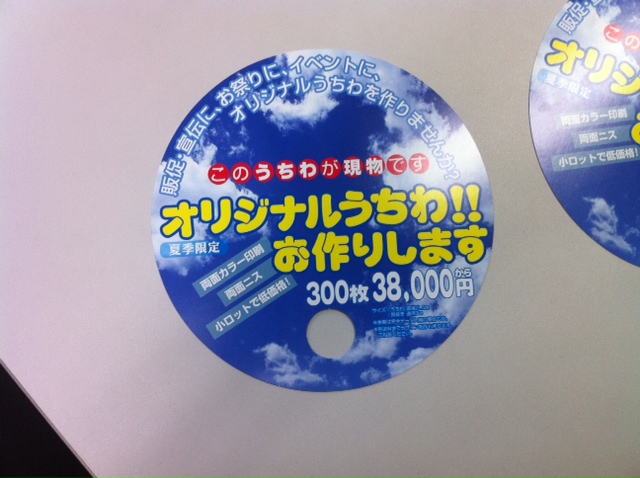 販促・宣伝に、お祭りに、イベントに、
オリジナルうちわを作りませんか?
このうちわが現物です
オリジナルうちわ!!
夏季限定
お作りします
両面カラー印刷
両面ニス
小ロットで低価格!
300枚 38,000円から
販促・
この
オリジ
夏季限定
両面カラー印刷
両面ニス
小ロットで低価格!